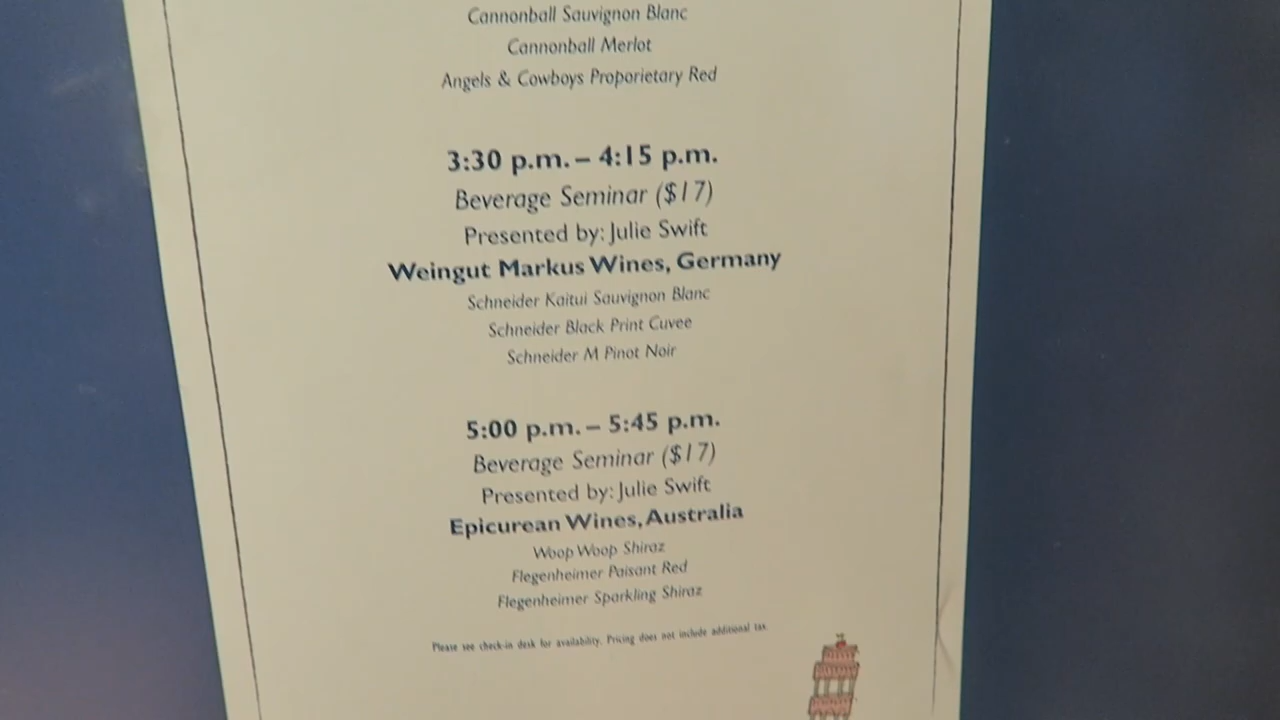 Cannonball Sauvignon Blanc
Cannonball Merlot
Angels & Cowboys Proporietary Red
3:30 p.m. – 4:15 p.m.
Beverage Seminar ($17)
Presented by: Julie Swift
Weingut Markus Wines, Germany
Schneider Kaitui Sauvignon Blanc
Schneider Black Print Cuvee
Schneider M Pinot Noir
5:00 p.m. – 5:45 p.m.
Beverage Seminar ($17)
Presented by: Julie Swift
Epicurean Wines, Australia
Woop Woop Shiraz
Flegenheimer Paisant Red
Flegenheimer Sparkling Shiraz
Please see check-in desk for availability. Pricing does not include additional tax.